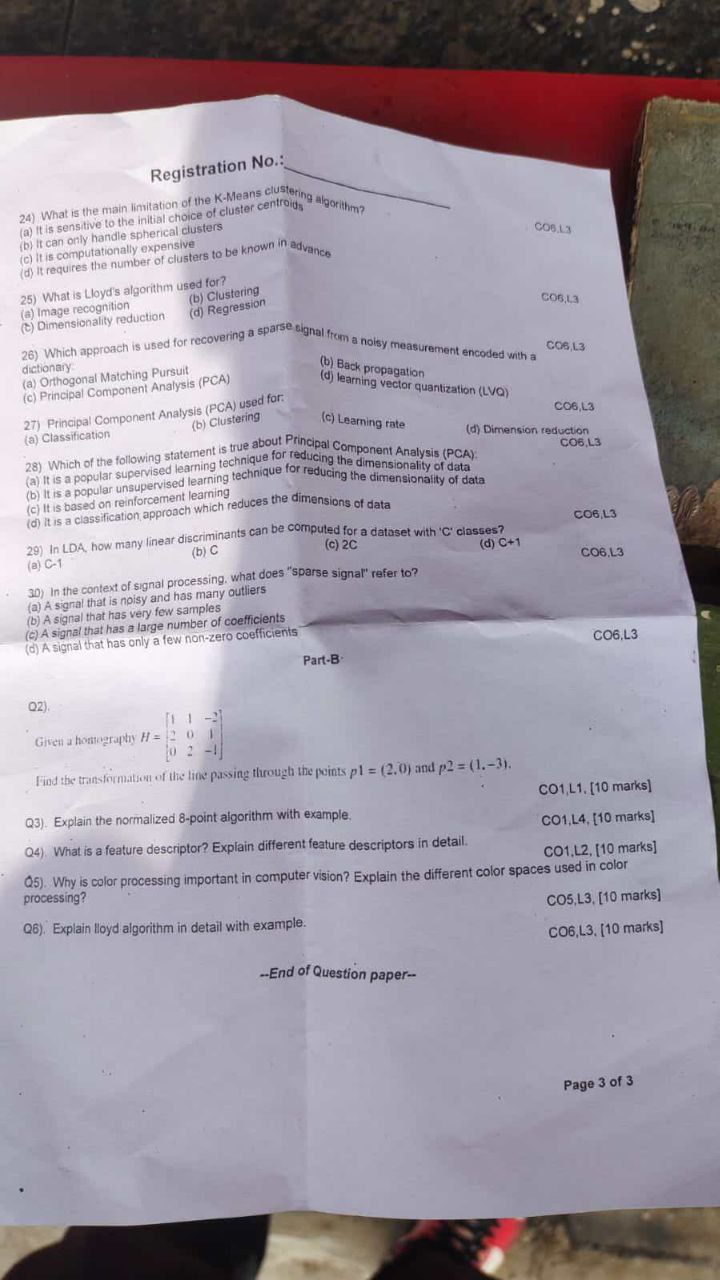 Registration No.:
24) What is the main limitation of the K-Means clustering algorithm?
(a) It is sensitive to the initial choice of cluster centroids
(b) It can only handle spherical clusters
(c) It is computationally expensive
(d) It requires the number of clusters to be known in advance
CO6,L3
25) What is Lloyd's algorithm used for?
(a) Image recognition (b) Clustering
(c) Dimensionality reduction (d) Regression
CO6,L3
26) Which approach is used for recovering a sparse signal from a noisy measurement encoded with a
dictionary:
(a) Orthogonal Matching Pursuit (b) Back propagation
(c) Principal Component Analysis (PCA) (d) learning vector quantization (LVQ)
CO6,L3
27) Principal Component Analysis (PCA) used for:
(a) Classification (b) Clustering (c) Learning rate (d) Dimension reduction
CO6,L3
28) Which of the following statement is true about Principal Component Analysis (PCA):
(a) It is a popular supervised learning technique for reducing the dimensionality of data
(b) It is a popular unsupervised learning technique for reducing the dimensionality of data
(c) It is based on reinforcement learning
(d) It is a classification approach which reduces the dimensions of data
CO6,L3
29) In LDA, how many linear discriminants can be computed for a dataset with 'C' classes?
(a) C-1 (b) C (c) 2C (d) C+1
CO6,L3
CO6,L3
30) In the context of signal processing, what does "sparse signal" refer to?
(a) A signal that is noisy and has many outliers
(b) A signal that has very few samples
(c) A signal that has a large number of coefficients
(d) A signal that has only a few non-zero coefficients
CO6,L3
Part-B
Q2).
Given a homography H = [1 1 -2
2 0 1
0 2 -1]
Find the transformation of the line passing through the points p1 = (2,0) and p2 = (1,-3).
CO1,L1, [10 marks]
Q3). Explain the normalized 8-point algorithm with example.
CO1,L4, [10 marks]
Q4). What is a feature descriptor? Explain different feature descriptors in detail.
CO1,L2, [10 marks]
Q5). Why is color processing important in computer vision? Explain the different color spaces used in color
processing?
CO5,L3, [10 marks]
Q6). Explain lloyd algorithm in detail with example.
CO6,L3, [10 marks]
--End of Question paper--
Page 3 of 3